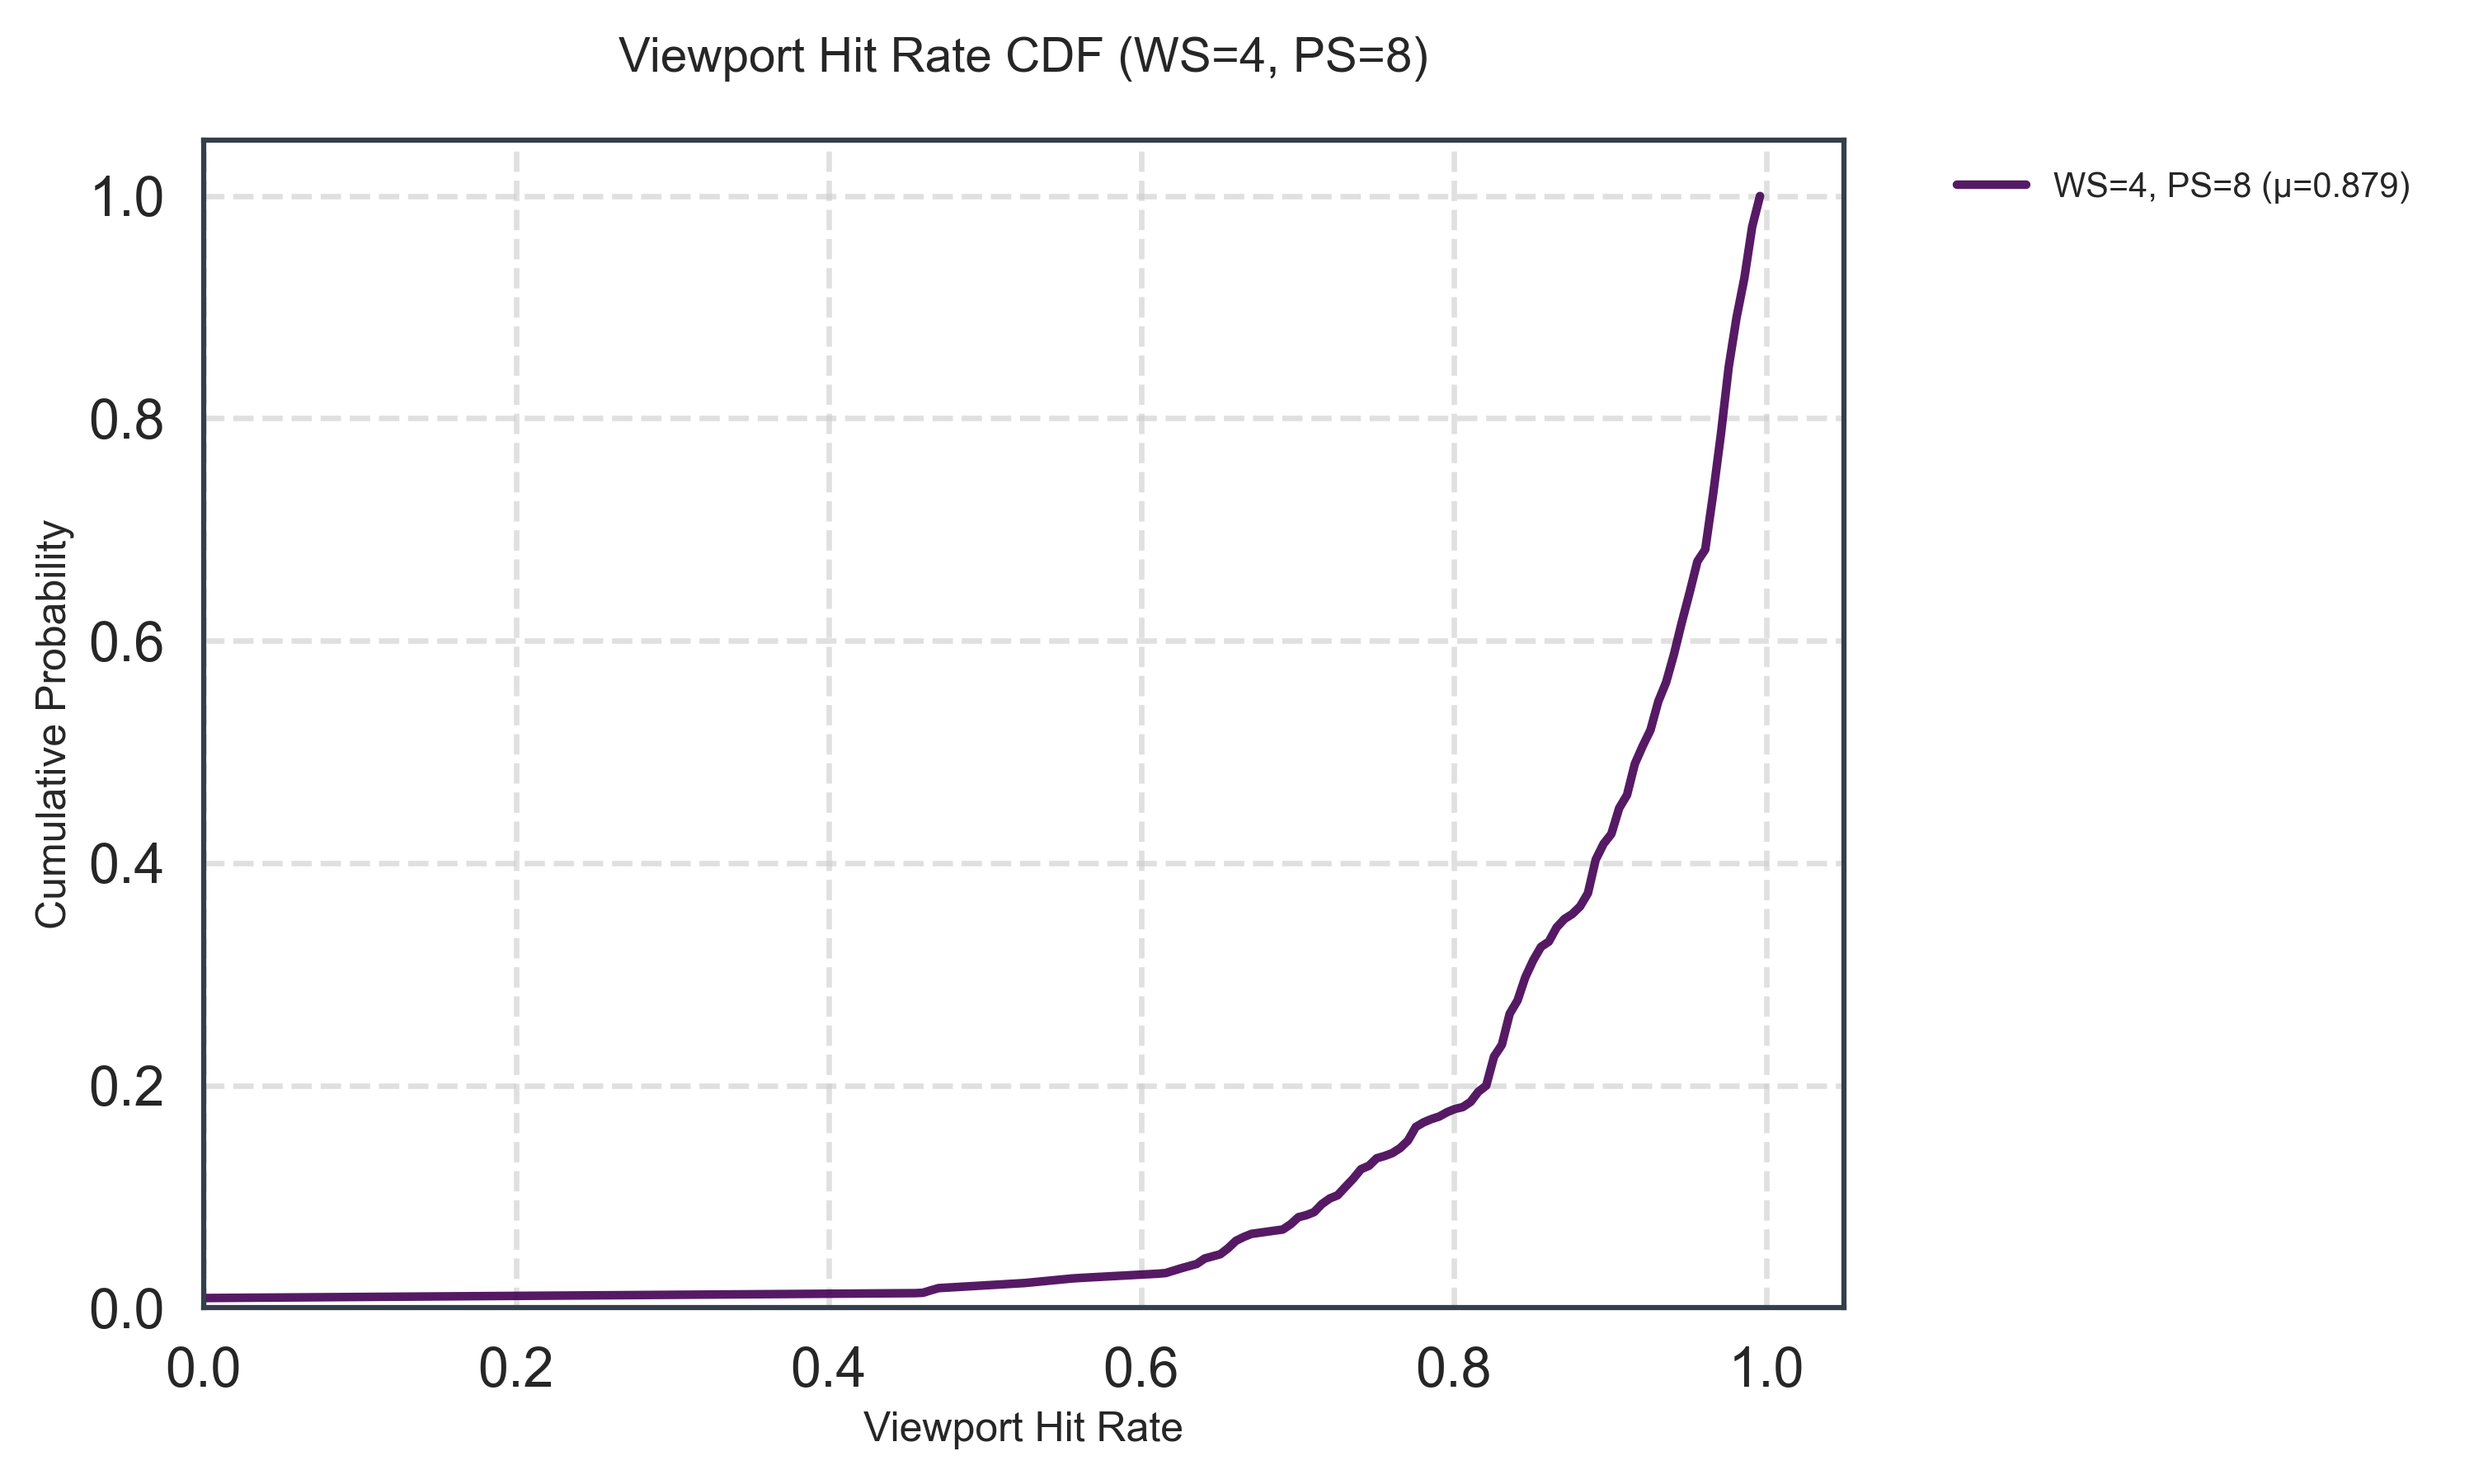 Viewport Hit Rate CDF (WS=4, PS=8)
WS=4, PS=8 (μ=0.879)
Cumulative Probability
1.0
0.8
0.6
0.4
0.2
0.0
0.0 0.2 0.4 0.6 0.8 1.0
Viewport Hit Rate